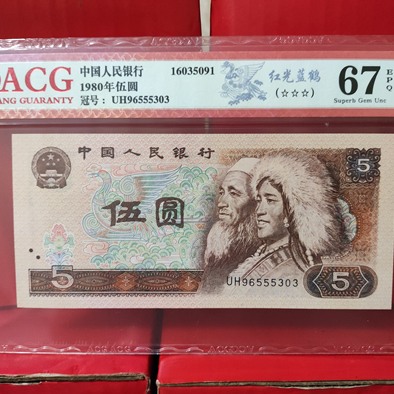 ACG
ANG GUARANTY
中国人民银行
1980年伍圆
冠号: UH96555303
16035091
红光蓝鹤
(☆☆☆)
67
E
P
Q
Superb Gem Unc
中国人民银行
5
伍圆
5
UH96555303
5